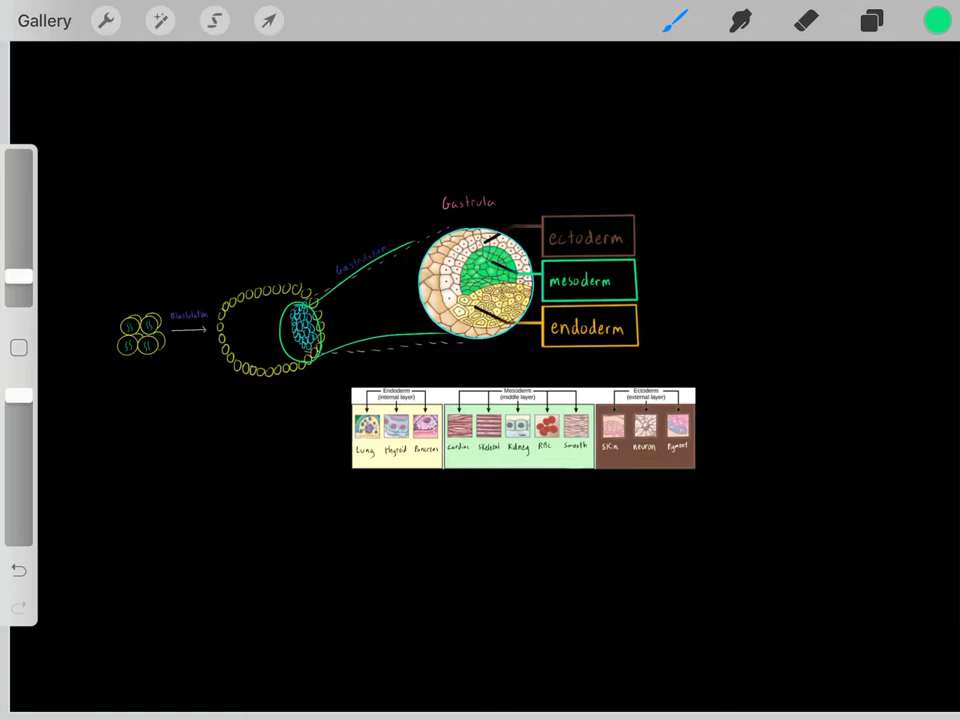 Gallery
Gastrula
ectoderm
Gastrulation
mesoderm
Blastulation
endoderm
Endoderm
(internal layer)
Mesoderm
(middle layer)
Ectoderm
(external layer)
Lung
thyroid
Pancreas
Cardiac
Skeletal
Kidney
RBC
Smooth
SKin
neuron
Pigment